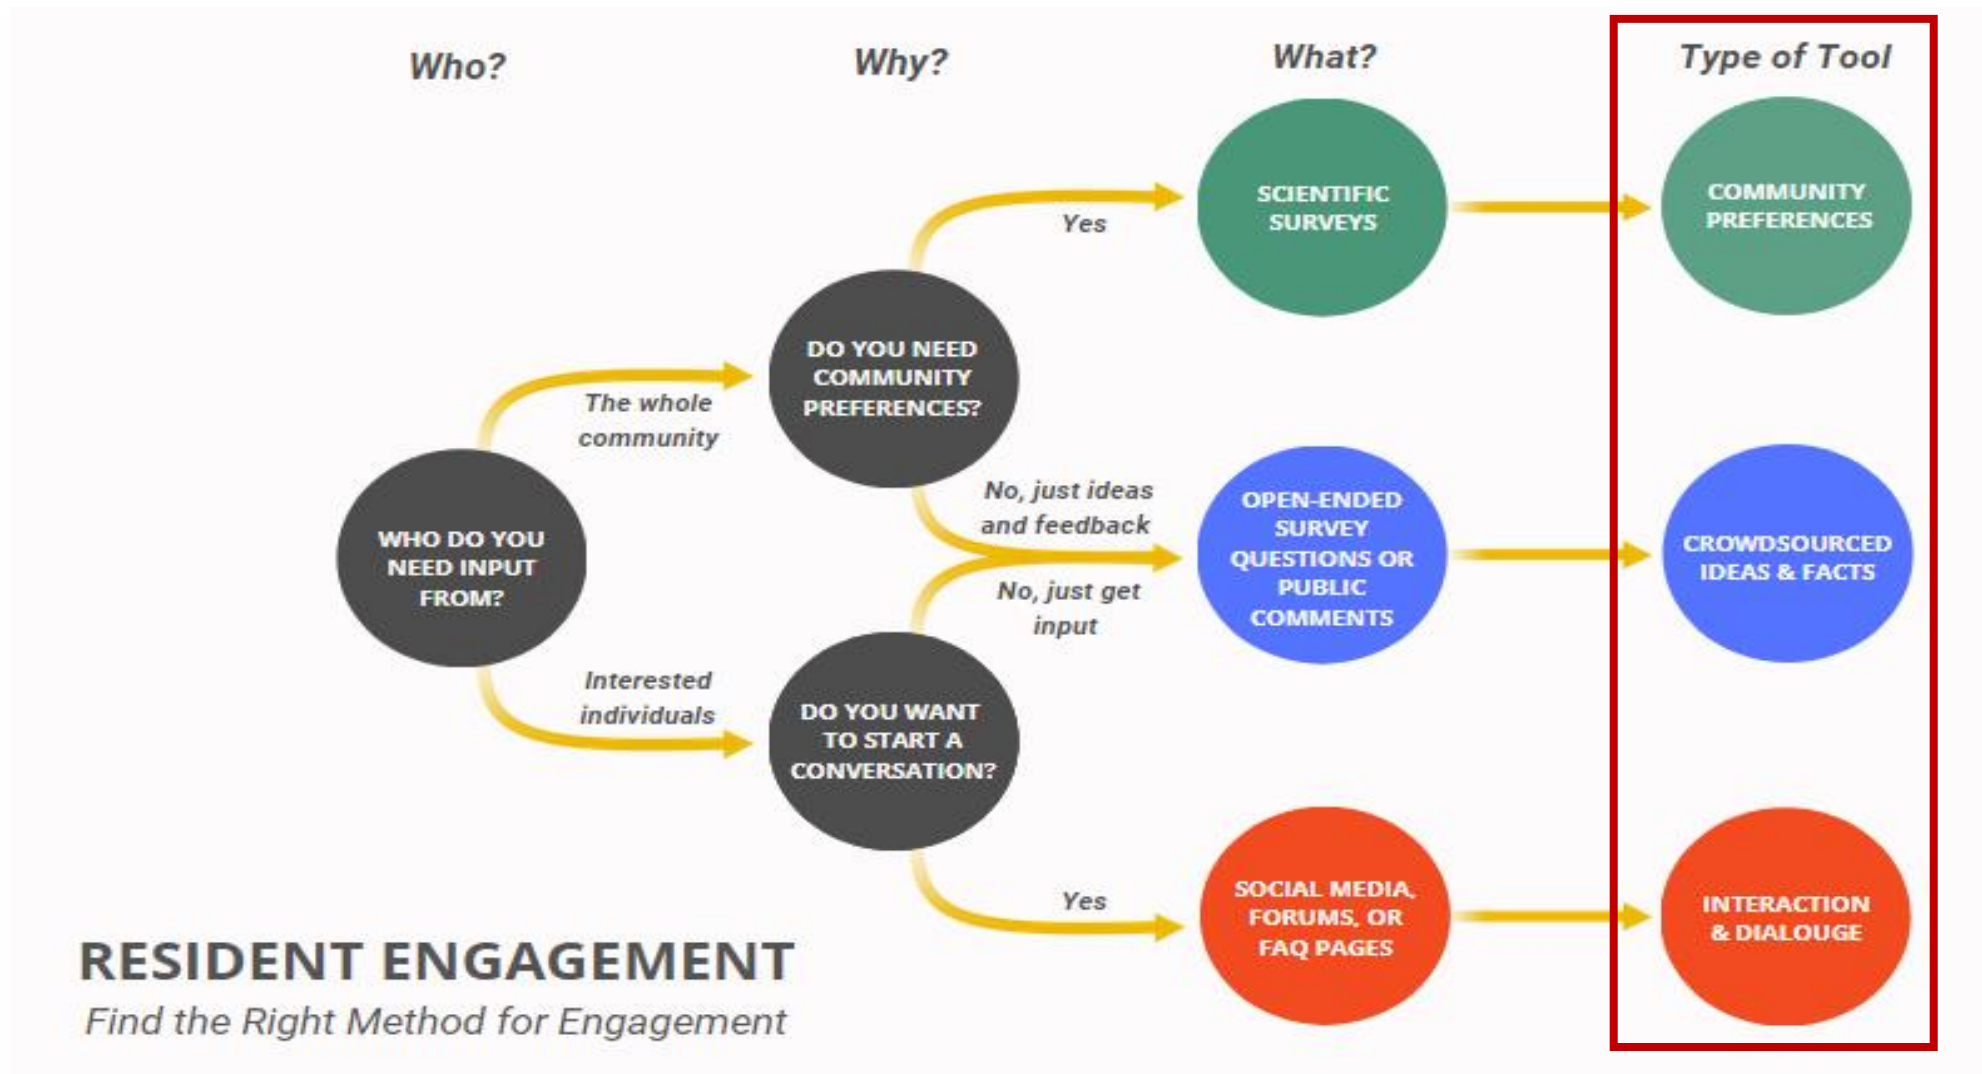 Who?
Why?
What?
Type of Tool
SCIENTIFIC
SURVEYS
COMMUNITY
PREFERENCES
Yes
DO YOU NEED
COMMUNITY
PREFERENCES?
The whole
community
No, just ideas
and feedback
OPEN-ENDED
SURVEY
QUESTIONS OR
PUBLIC
COMMENTS
CROWDSOURCED
IDEAS & FACTS
WHO DO YOU
NEED INPUT
FROM?
No, just get
input
Interested
individuals
DO YOU WANT
TO START A
CONVERSATION?
Yes
SOCIAL MEDIA,
FORUMS, OR
FAQ PAGES
INTERACTION
& DIALOUGE
RESIDENT ENGAGEMENT
Find the Right Method for Engagement